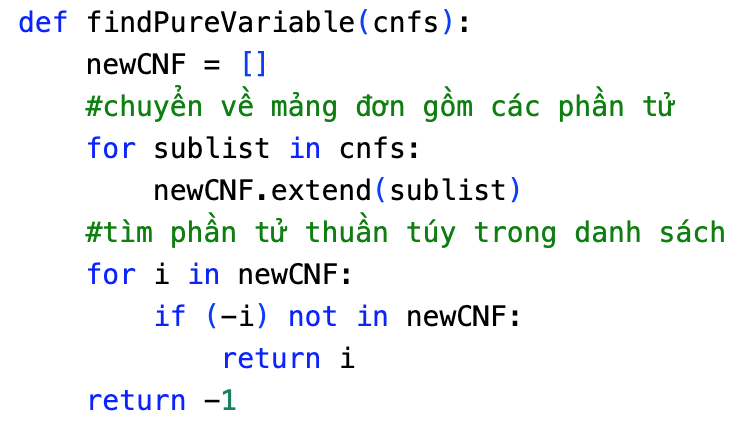 def findPureVariable(cnfs):
    newCNF = []
    #chuyển về mảng đơn gồm các phần tử
    for sublist in cnfs:
        newCNF.extend(sublist)
    #tìm phần tử thuần túy trong danh sách
    for i in newCNF:
        if (-i) not in newCNF:
            return i
    return -1